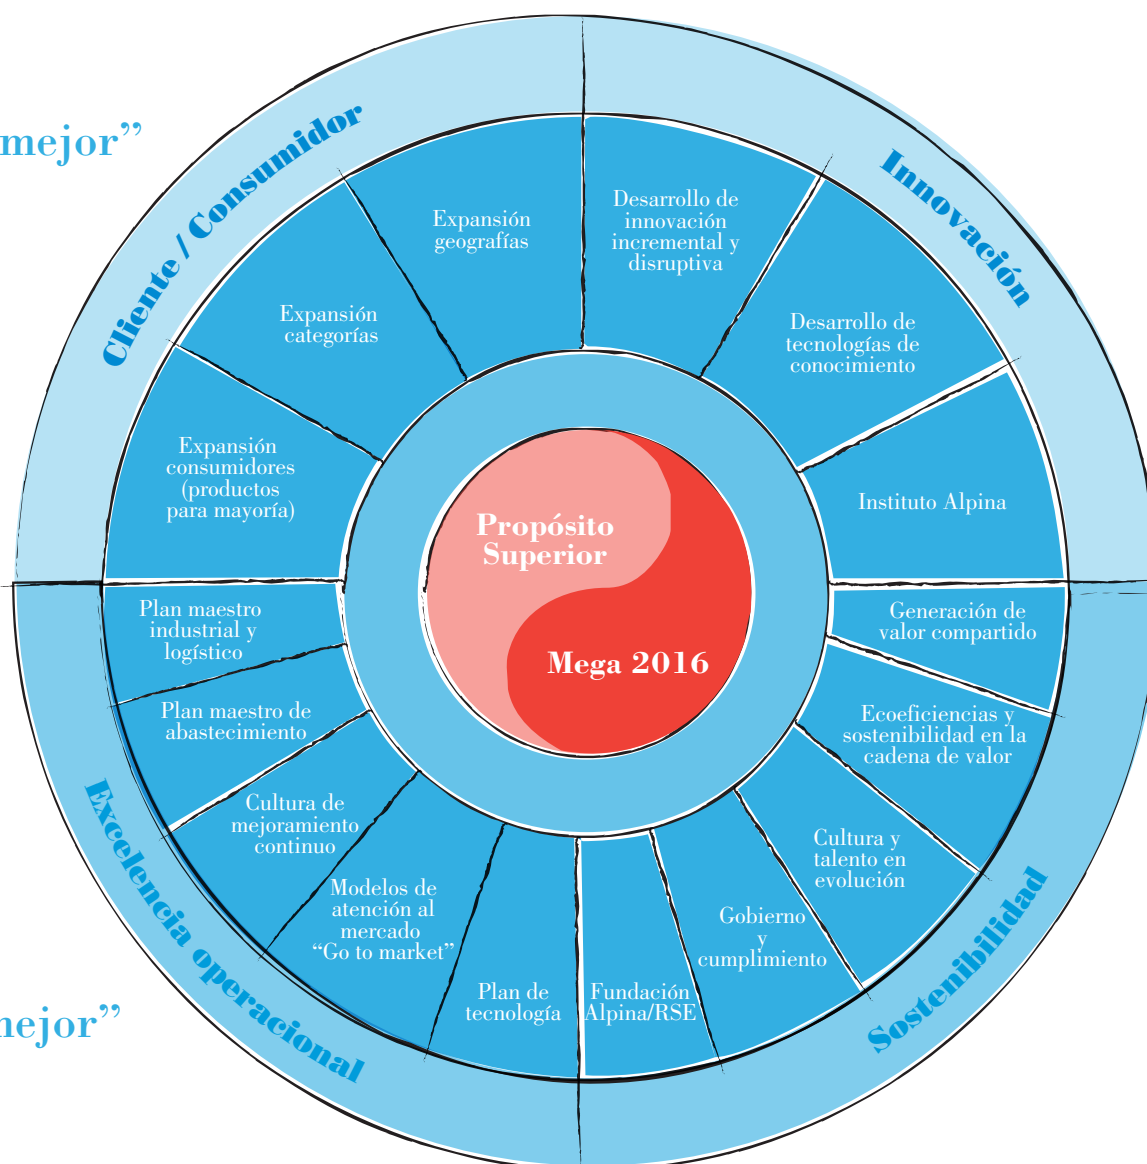 mejor”
Cliente / Consumidor
Innovación
Expansión
geografías
Desarrollo de
innovación
incremental y
disruptiva
Expansión
categorías
Desarrollo de
tecnologías de
conocimiento
Expansión
consumidores
(productos
para mayoría)
Instituto Alpina
Propósito
Superior
Mega 2016
Plan maestro
industrial y
logístico
Generación de
valor compartido
Plan maestro de
abastecimiento
Ecoeficiencias y
sostenibilidad en la
cadena de valor
Cultura de
mejoramiento
continuo
Cultura y
talento en
evolución
Modelos de
atención al
mercado
“Go to market”
Gobierno
y
cumplimiento
Plan de
tecnología
Fundación
Alpina/RSE
Excelencia operacional
Sostenibilidad
mejor”